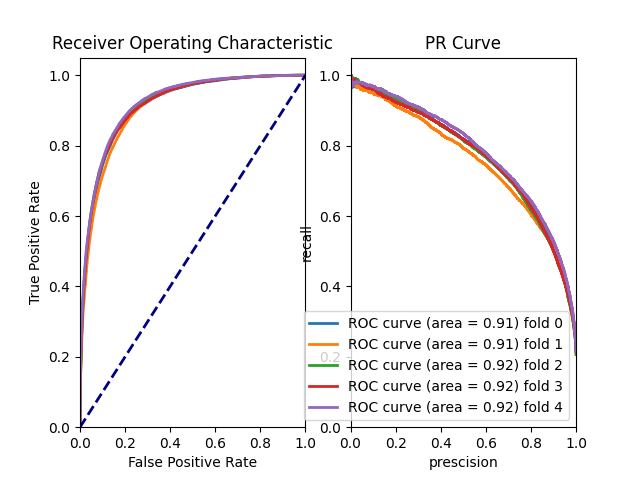 Receiver Operating Characteristic
PR Curve
1.0
0.8
0.6
0.4
0.2
0.0
True Positive Rate
0.0 0.2 0.4 0.6 0.8 1.0
False Positive Rate
1.0
0.8
0.6
0.4
0.2
0.0
recall
0.0 0.2 0.4 0.6 0.8 1.0
prescision
ROC curve (area = 0.91) fold 0
ROC curve (area = 0.91) fold 1
ROC curve (area = 0.92) fold 2
ROC curve (area = 0.92) fold 3
ROC curve (area = 0.92) fold 4